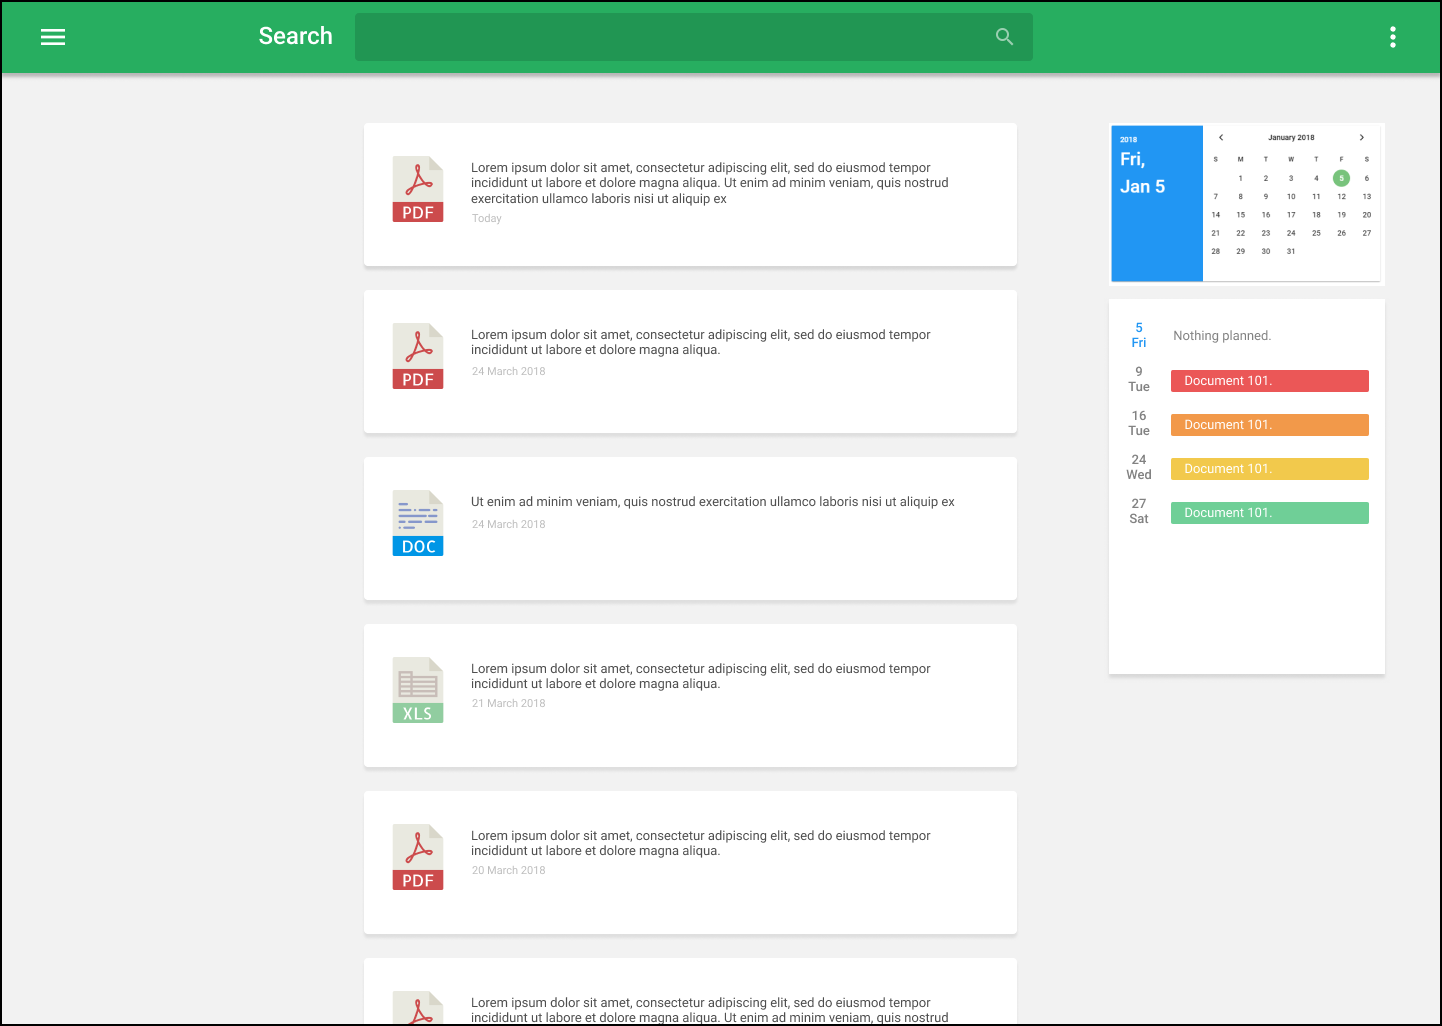 Search
Lorem ipsum dolor sit amet, consectetur adipiscing elit, sed do eiusmod tempor
incididunt ut labore et dolore magna aliqua. Ut enim ad minim veniam, quis nostrud
exercitation ullamco laboris nisi ut aliquip ex
Today
PDF
Lorem ipsum dolor sit amet, consectetur adipiscing elit, sed do eiusmod tempor
incididunt ut labore et dolore magna aliqua.
24 March 2018
PDF
Ut enim ad minim veniam, quis nostrud exercitation ullamco laboris nisi ut aliquip ex
24 March 2018
DOC
Lorem ipsum dolor sit amet, consectetur adipiscing elit, sed do eiusmod tempor
incididunt ut labore et dolore magna aliqua.
21 March 2018
XLS
Lorem ipsum dolor sit amet, consectetur adipiscing elit, sed do eiusmod tempor
incididunt ut labore et dolore magna aliqua.
20 March 2018
PDF
Lorem ipsum dolor sit amet, consectetur adipiscing elit, sed do eiusmod tempor
incididunt ut labore et dolore magna aliqua. Ut enim ad minim veniam, quis nostrud
2018
Fri,
Jan 5
January 2018
S M T W T F S
1 2 3 4 5 6
7 8 9 10 11 12 13
14 15 16 17 18 19 20
21 22 23 24 25 26 27
28 29 30 31
5
Fri
Nothing planned.
9
Tue
Document 101.
16
Tue
Document 101.
24
Wed
Document 101.
27
Sat
Document 101.